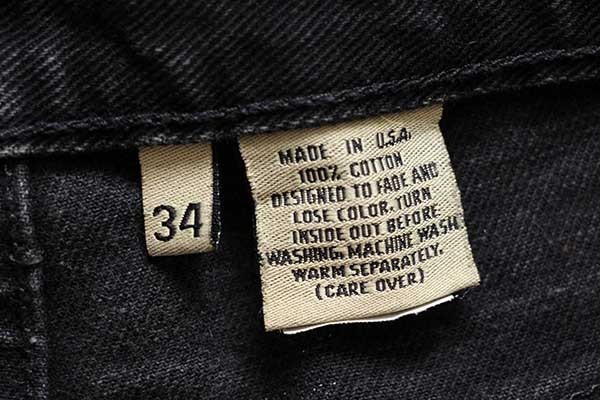 34
MADE IN U.S.A.
100% COTTON
DESIGNED TO FADE AND
LOSE COLOR. TURN
INSIDE OUT BEFORE
WASHING. MACHINE WASH
WARM SEPARATELY.
(CARE OVER)